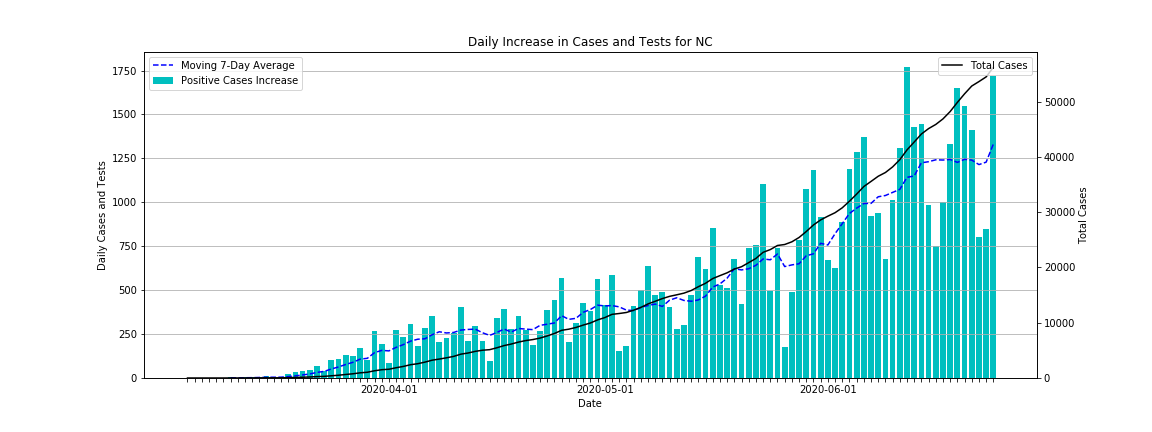 Daily Increase in Cases and Tests for NC
Moving 7-Day Average
Positive Cases Increase
Total Cases
Daily Cases and Tests
1750
1500
1250
1000
750
500
250
0
50000
40000
30000
20000
10000
0
Total Cases
2020-04-01
2020-05-01
2020-06-01
Date